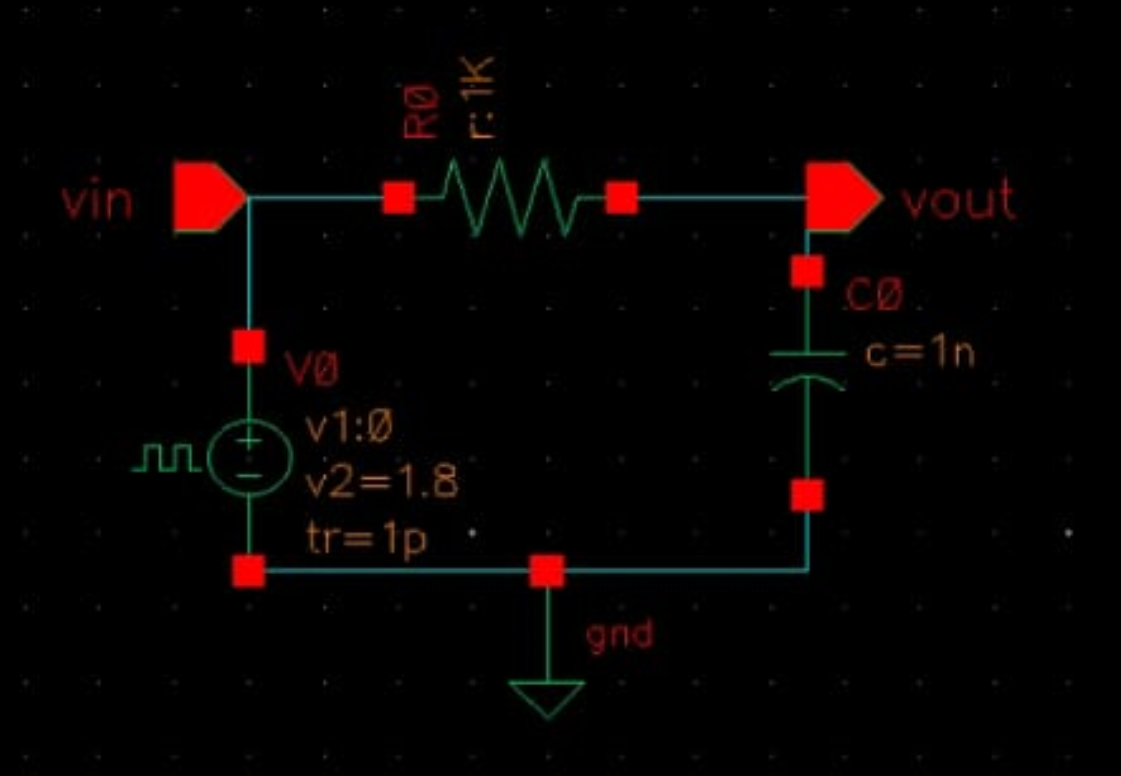 R0
r:1K
vin
vout
C0
c=1n
V0
v1:0
v2=1.8
tr=1p
gnd